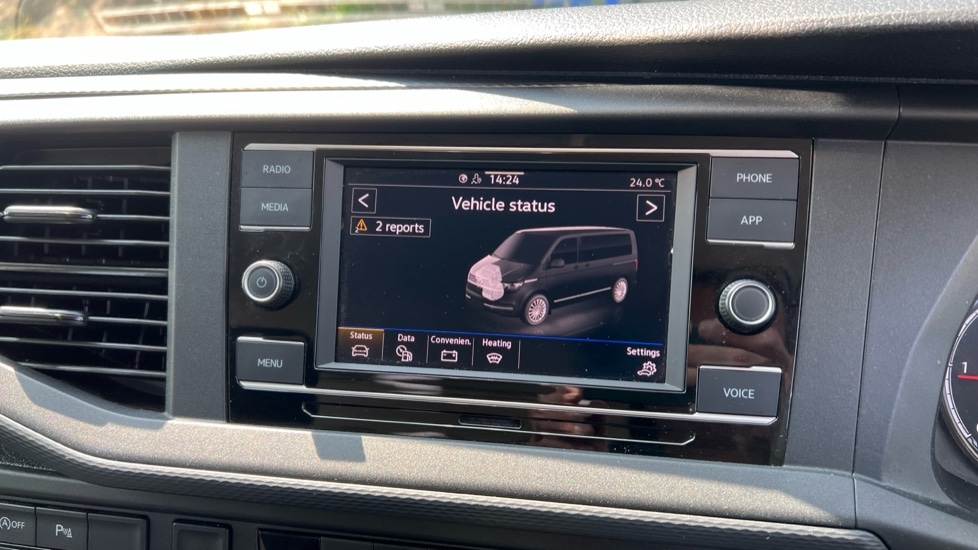 RADIO
MEDIA
MENU
14:24
24.0 °C
<
Vehicle status
>
2 reports
Status
Data
Convenien.
Heating
Settings
PHONE
APP
VOICE
1
A OFF
P